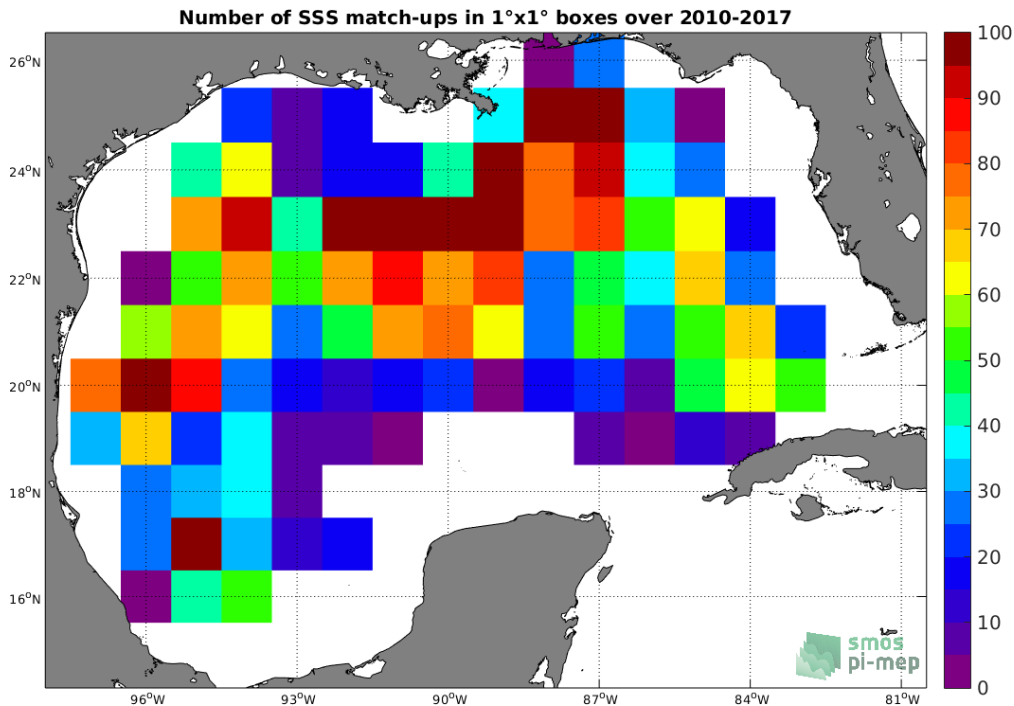 Number of SSS match-ups in 1°x1° boxes over 2010-2017
26°N
24°N
22°N
20°N
18°N
16°N
96°W
93°W
90°W
87°W
84°W
81°W
100
90
80
70
60
50
40
30
20
10
0
smos
pi-mep